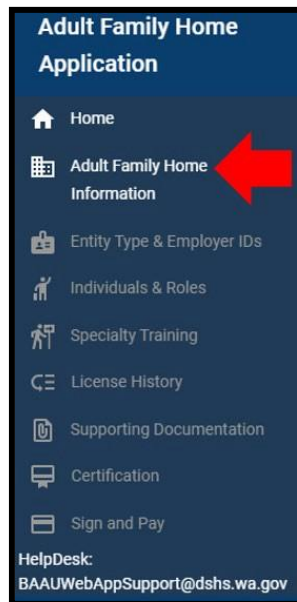 Adult Family Home
Application
Home
Adult Family Home
Information
Entity Type & Employer IDs
Individuals & Roles
Specialty Training
License History
Supporting Documentation
Certification
Sign and Pay
HelpDesk:
BAAUWebAppSupport@dshs.wa.gov